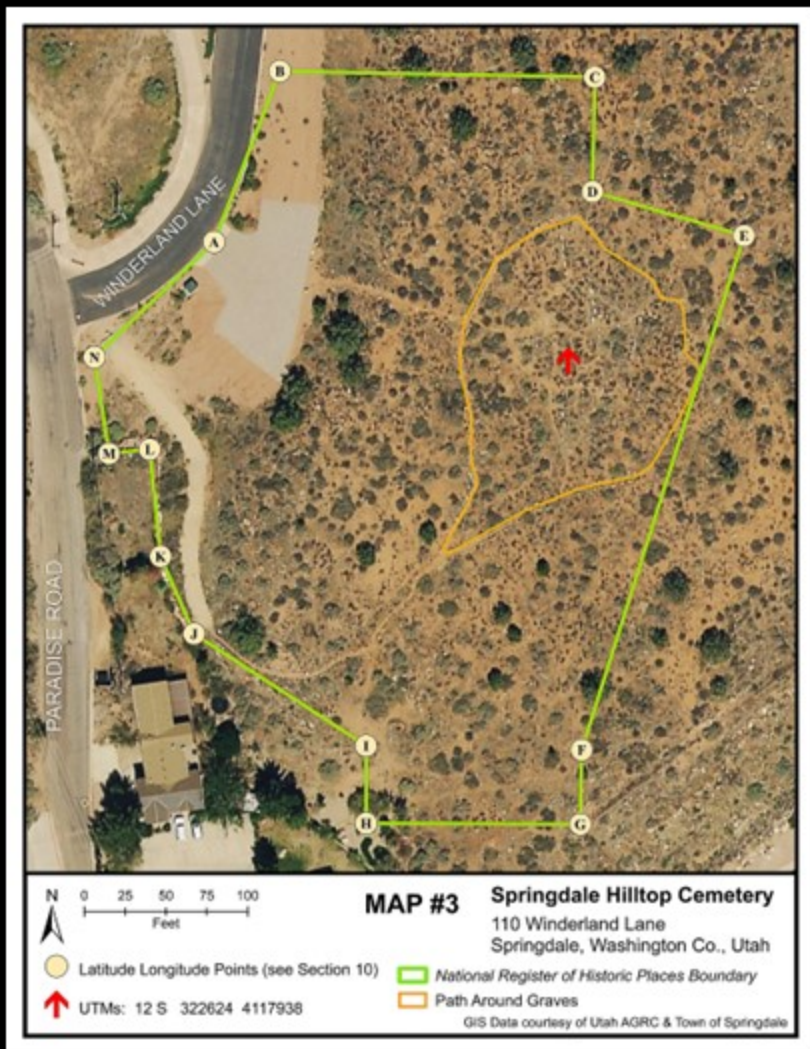 B
C
D
E
WINDERLAND LANE
A
N
M
L
K
PARADISE ROAD
J
I
F
H
G
N
0 25 50 75 100
Feet
MAP #3
Springdale Hilltop Cemetery
110 Winderland Lane
Springdale, Washington Co., Utah
Latitude Longitude Points (see Section 10)
National Register of Historic Places Boundary
UTMs: 12 S 322624 4117938
Path Around Graves
GIS Data courtesy of Utah AGRC & Town of Springdale